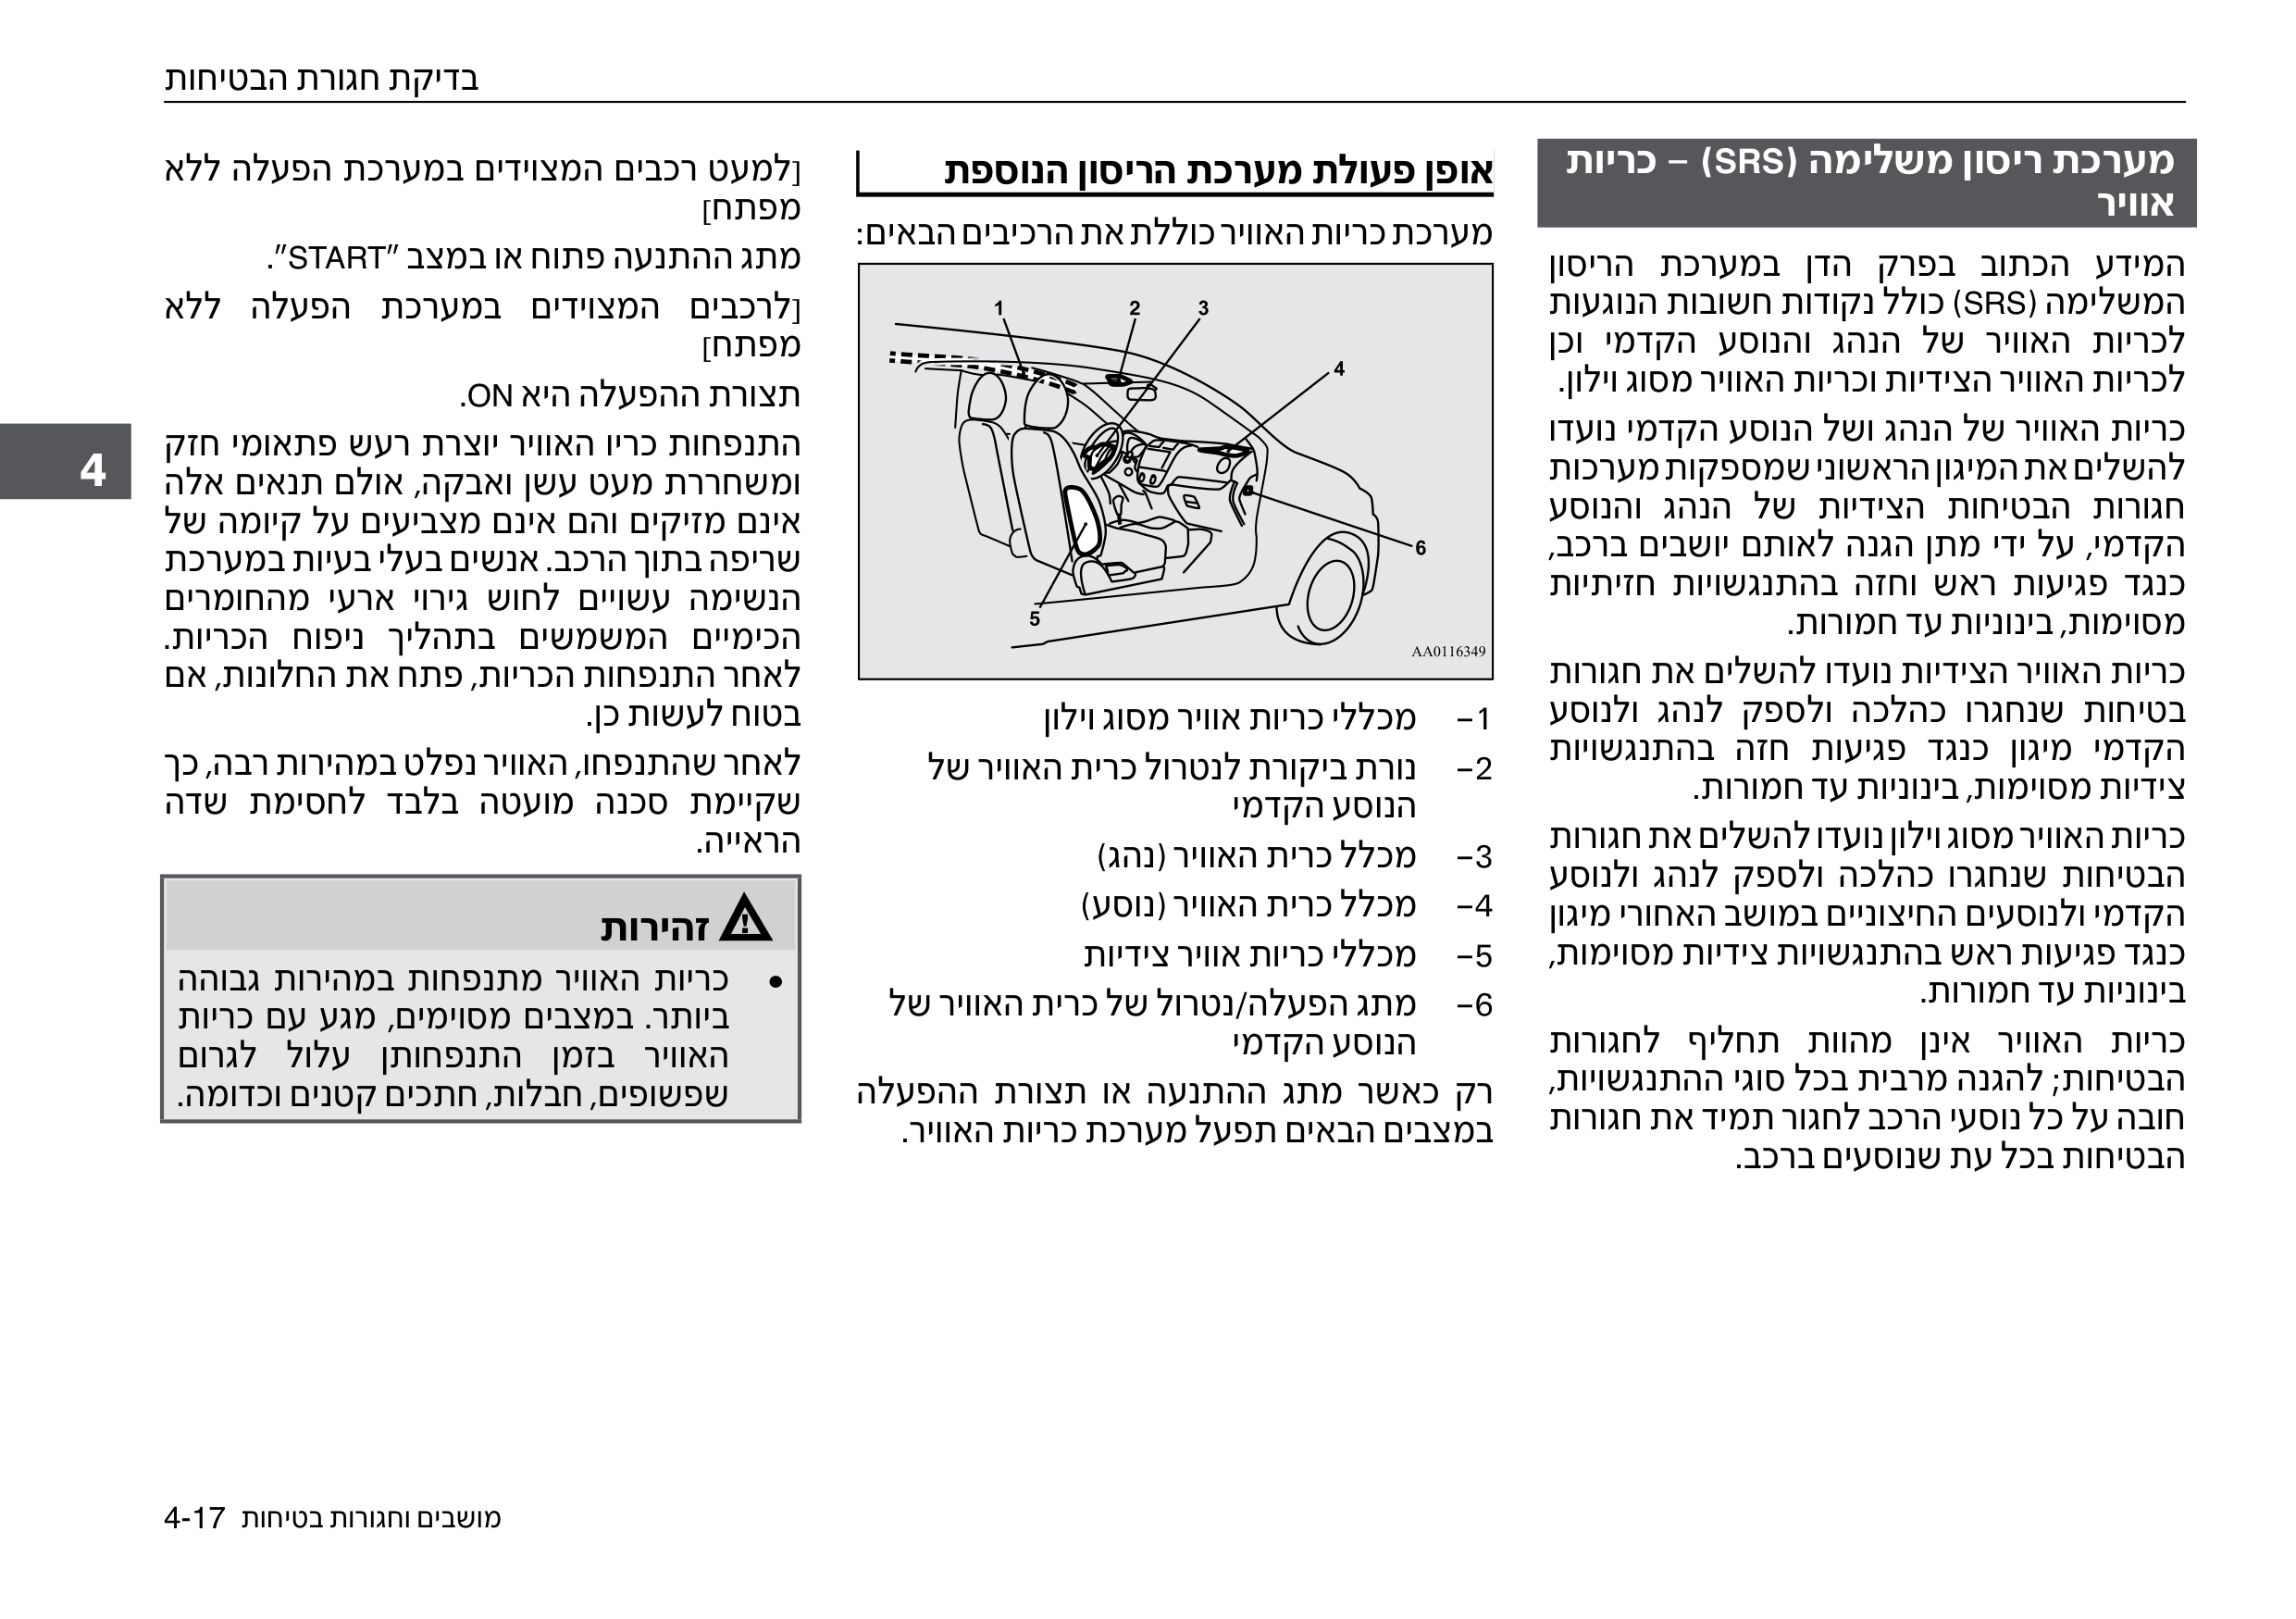 בדיקת חגורת הבטיחות
מערכת ריסון משלימה (SRS) – כריות
אוויר
המידע הכתוב בפרק הדן במערכת הריסון
המשלימה (SRS) כולל נקודות חשובות הנוגעות
לכריות האוויר של הנהג והנוסע הקדמי וכן
לכריות האוויר הצידיות וכריות האוויר מסוג וילון.
כריות האוויר של הנהג ושל הנוסע הקדמי נועדו
להשלים את המיגון הראשוני שמספקות מערכות
חגורות הבטיחות הצידיות של הנהג והנוסע
הקדמי, על ידי מתן הגנה לאותם יושבים ברכב,
כנגד פגיעות ראש וחזה בהתנגשויות חזיתיות
מסוימות, בינוניות עד חמורות.
כריות האוויר הצידיות נועדו להשלים את חגורות
בטיחות שנחגרו כהלכה ולספק לנהג ולנוסע
הקדמי מיגון כנגד פגיעות חזה בהתנגשויות
צידיות מסוימות, בינוניות עד חמורות.
כריות האוויר מסוג וילון נועדו להשלים את חגורות
הבטיחות שנחגרו כהלכה ולספק לנהג ולנוסע
הקדמי ולנוסעים החיצוניים במושב האחורי מיגון
כנגד פגיעות ראש בהתנגשויות צידיות מסוימות,
בינוניות עד חמורות.
כריות האוויר אינן מהוות תחליף לחגורות
הבטיחות; להגנה מרבית בכל סוגי ההתנגשויות,
חובה על כל נוסעי הרכב לחגור תמיד את חגורות
הבטיחות בכל עת שנוסעים ברכב.
אופן פעולת מערכת הריסון הנוספת
מערכת כריות האוויר כוללת את הרכיבים הבאים:
1
2
3
4
6
5
AA0116349
1– מכללי כריות אוויר מסוג וילון
2– נורת ביקורת לנטרול כרית האוויר של
הנוסע הקדמי
3– מכלל כרית האוויר (נהג)
4– מכלל כרית האוויר (נוסע)
5– מכללי כריות אוויר צידיות
6– מתג הפעלה/נטרול של כרית האוויר של
הנוסע הקדמי
רק כאשר מתג ההתנעה או תצורת ההפעלה
במצבים הבאים תפעל מערכת כריות האוויר.
[למעט רכבים המצוידים במערכת הפעלה ללא
מפתח]
מתג ההתנעה פתוח או במצב "START".
[לרכבים המצוידים במערכת הפעלה ללא
מפתח]
תצורת ההפעלה היא ON.
התנפחות כריו האוויר יוצרת רעש פתאומי חזק
ומשחררת מעט עשן ואבקה, אולם תנאים אלה
אינם מזיקים והם אינם מצביעים על קיומה של
שריפה בתוך הרכב. אנשים בעלי בעיות במערכת
הנשימה עשויים לחוש גירוי ארעי מהחומרים
הכימיים המשמשים בתהליך ניפוח הכריות.
לאחר התנפחות הכריות, פתח את החלונות, אם
בטוח לעשות כן.
לאחר שהתנפחו, האוויר נפלט במהירות רבה, כך
שקיימת סכנה מועטה בלבד לחסימת שדה
הראייה.
זהירות
• כריות האוויר מתנפחות במהירות גבוהה
ביותר. במצבים מסוימים, מגע עם כריות
האוויר בזמן התנפחותן עלול לגרום
שפשופים, חבלות, חתכים קטנים וכדומה.
4
מושבים וחגורות בטיחות 4-17